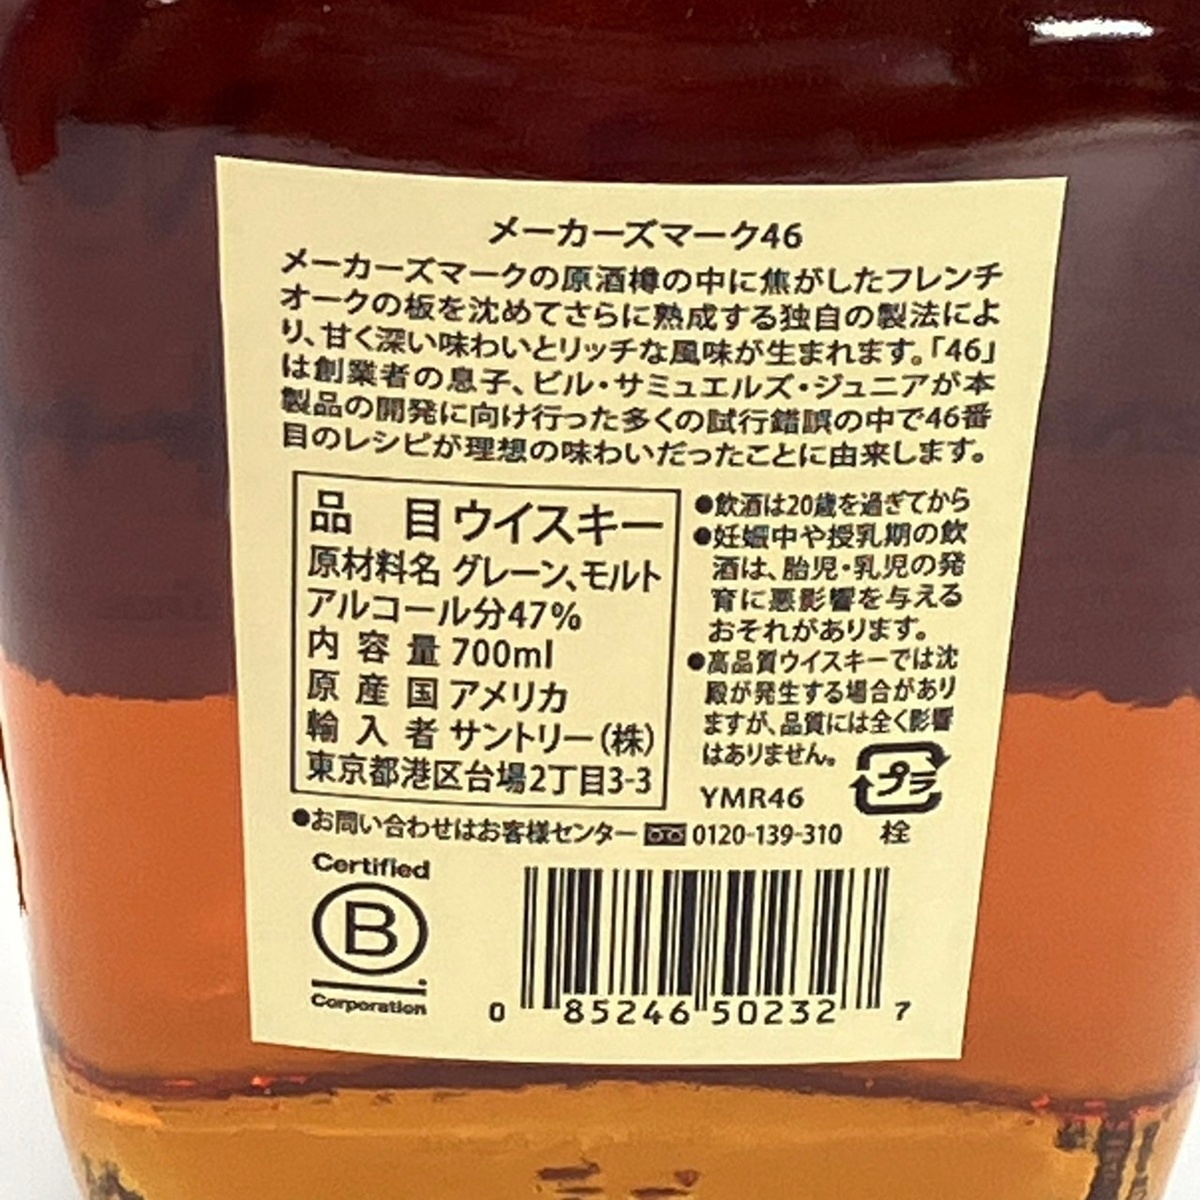 メーカーズマーク46
メーカーズマークの原酒樽の中に焦がしたフレンチ
オークの板を沈めてさらに熟成する独自の製法によ
り、甘く深い味わいとリッチな風味が生まれます。「46」
は創業者の息子、ビル・サミュエルズ・ジュニアが本
製品の開発に向け行った多くの試行錯誤の中で46番
目のレシピが理想の味わいだったことに由来します。
品　目 ウイスキー
原材料名 グレーン、モルト
アルコール分47%
内容量 700ml
原産国 アメリカ
輸入者 サントリー(株)
東京都港区台場2丁目3-3
●飲酒は20歳を過ぎてから
●妊娠中や授乳期の飲
酒は、胎児・乳児の発
育に悪影響を与える
おそれがあります。
●高品質ウイスキーでは沈
殿が発生する場合があり
ますが、品質には全く影響
はありません。
YMR46
プラ
栓
●お問い合わせはお客様センター 0120-139-310
Certified
B
Corporation
0 85246 50232 7